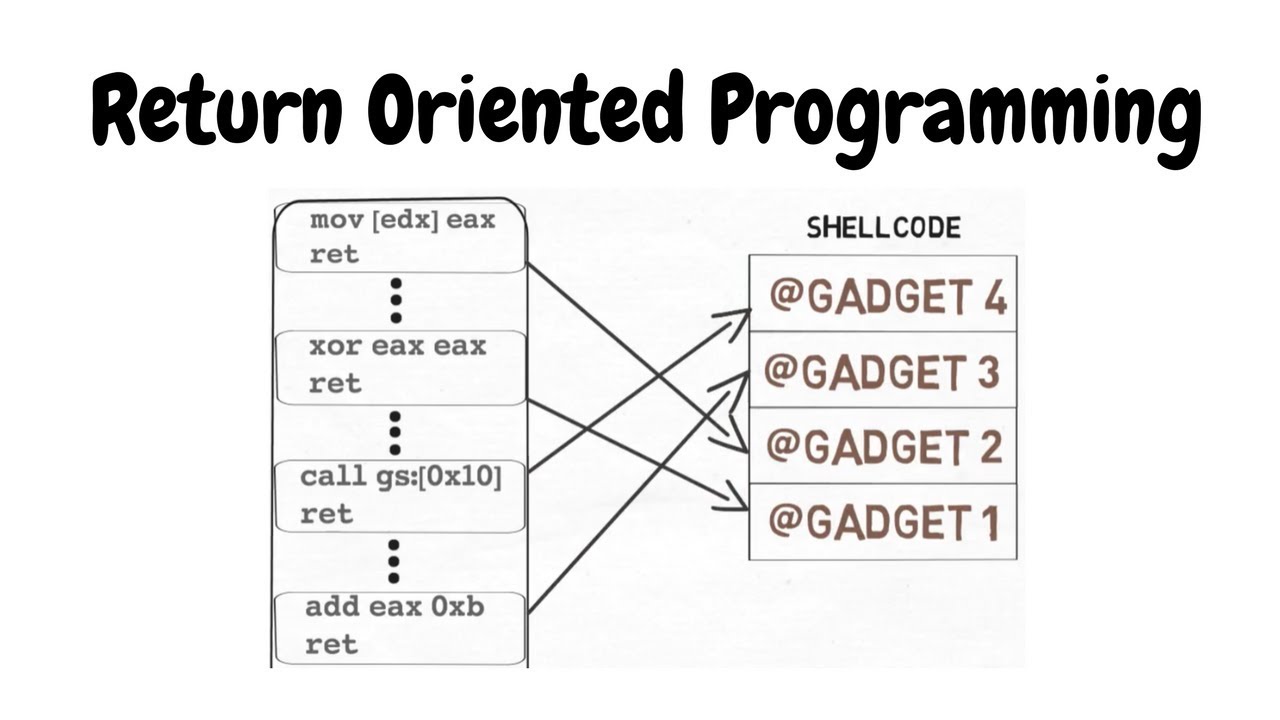 Return Oriented Programming
mov [edx] eax
ret
xor eax eax
ret
call gs:[0x10]
ret
add eax 0xb
ret
SHELLCODE
@GADGET 4
@GADGET 3
@GADGET 2
@GADGET 1